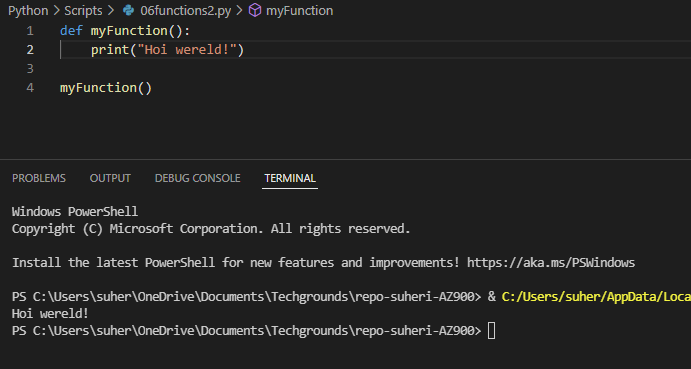 Python > Scripts > 06functions2.py > myFunction
1 def myFunction():
2     print("Hoi wereld!")
3
4 myFunction()
PROBLEMS OUTPUT DEBUG CONSOLE TERMINAL
Windows PowerShell
Copyright (C) Microsoft Corporation. All rights reserved.
Install the latest PowerShell for new features and improvements! https://aka.ms/PSWindows
PS C:\Users\suher\OneDrive\Documents\Techgrounds\repo-suheri-AZ900> & C:/Users/suher/AppData/Loca
Hoi wereld!
PS C:\Users\suher\OneDrive\Documents\Techgrounds\repo-suheri-AZ900>